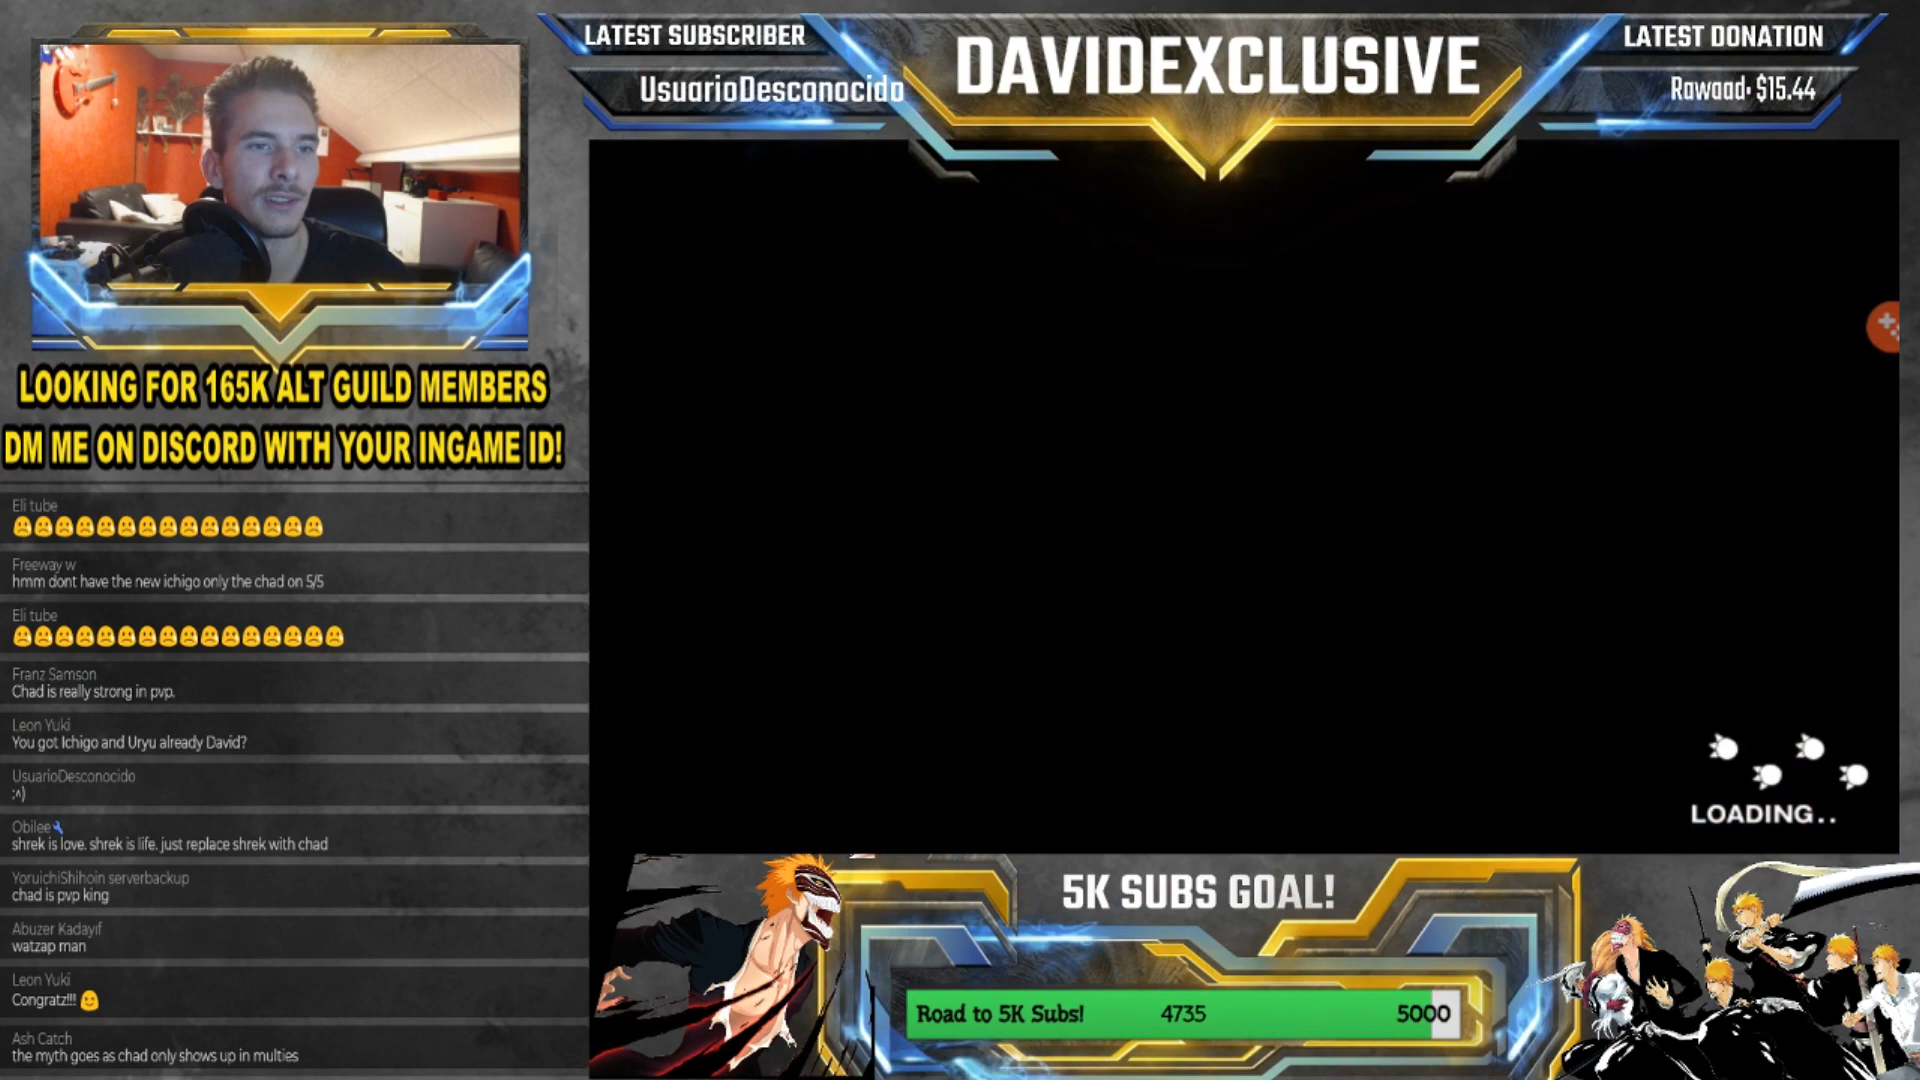 LATEST SUBSCRIBER
UsuarioDesconocido
DAVIDEXCLUSIVE
LATEST DONATION
Rawaad• $15.44
LOOKING FOR 165K ALT GUILD MEMBERS
DM ME ON DISCORD WITH YOUR INGAME ID!
Eli tube
Freeway w
hmm dont have the new ichigo only the chad on 5/5
Eli tube
Franz Samson
Chad is really strong in pvp.
Leon Yuki
You got Ichigo and Uryu already David?
UsuarioDesconocido
:^)
Obilee
shrek is love. shrek is life. just replace shrek with chad
YoruichiShihoin serverbackup
chad is pvp king
Abuzer Kadayıf
watzap man
Leon Yuki
Congratz!!!
Ash Catch
the myth goes as chad only shows up in multies
LOADING..
5K SUBS GOAL!
Road to 5K Subs! 4735 5000